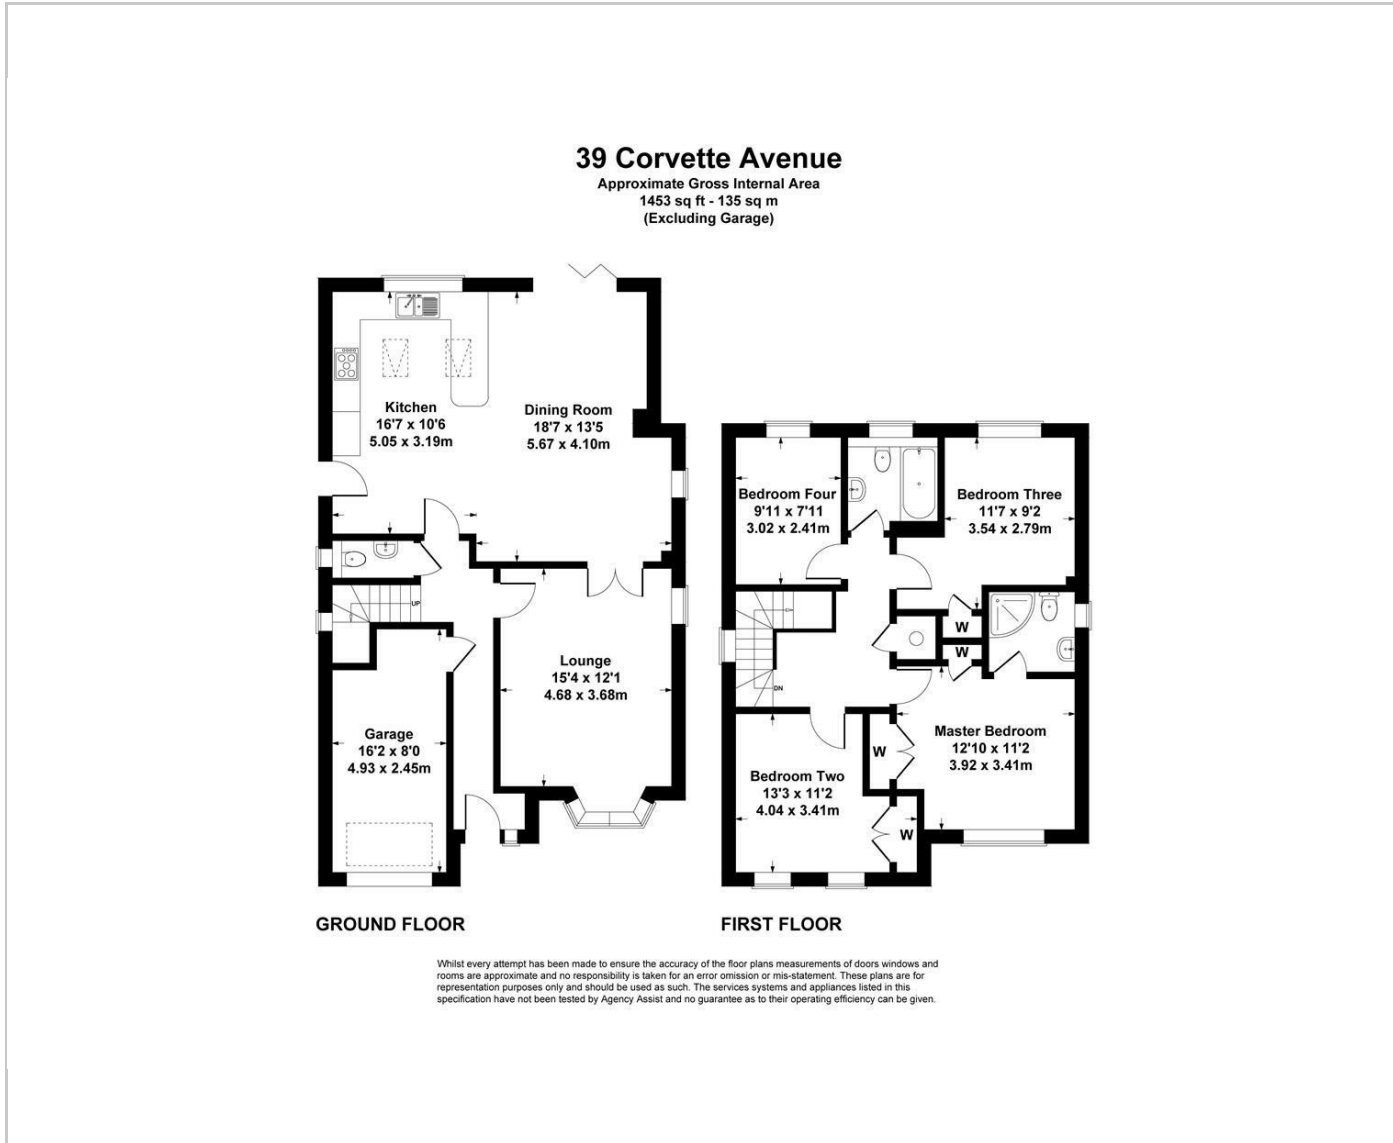 39 Corvette Avenue
Approximate Gross Internal Area
1453 sq ft - 135 sq m
(Excluding Garage)
Kitchen
16'7 x 10'6
5.05 x 3.19m
Dining Room
18'7 x 13'5
5.67 x 4.10m
UP
Lounge
15'4 x 12'1
4.68 x 3.68m
Garage
16'2 x 8'0
4.93 x 2.45m
GROUND FLOOR
Bedroom Four
9'11 x 7'11
3.02 x 2.41m
Bedroom Three
11'7 x 9'2
3.54 x 2.79m
W
W
DN
Master Bedroom
12'10 x 11'2
3.92 x 3.41m
W
Bedroom Two
13'3 x 11'2
4.04 x 3.41m
W
FIRST FLOOR
Whilst every attempt has been made to ensure the accuracy of the floor plans measurements of doors windows and
rooms are approximate and no responsibility is taken for an error omission or mis-statement. These plans are for
representation purposes only and should be used as such. The services systems and appliances listed in this
specification have not been tested by Agency Assist and no guarantee as to their operating efficiency can be given.